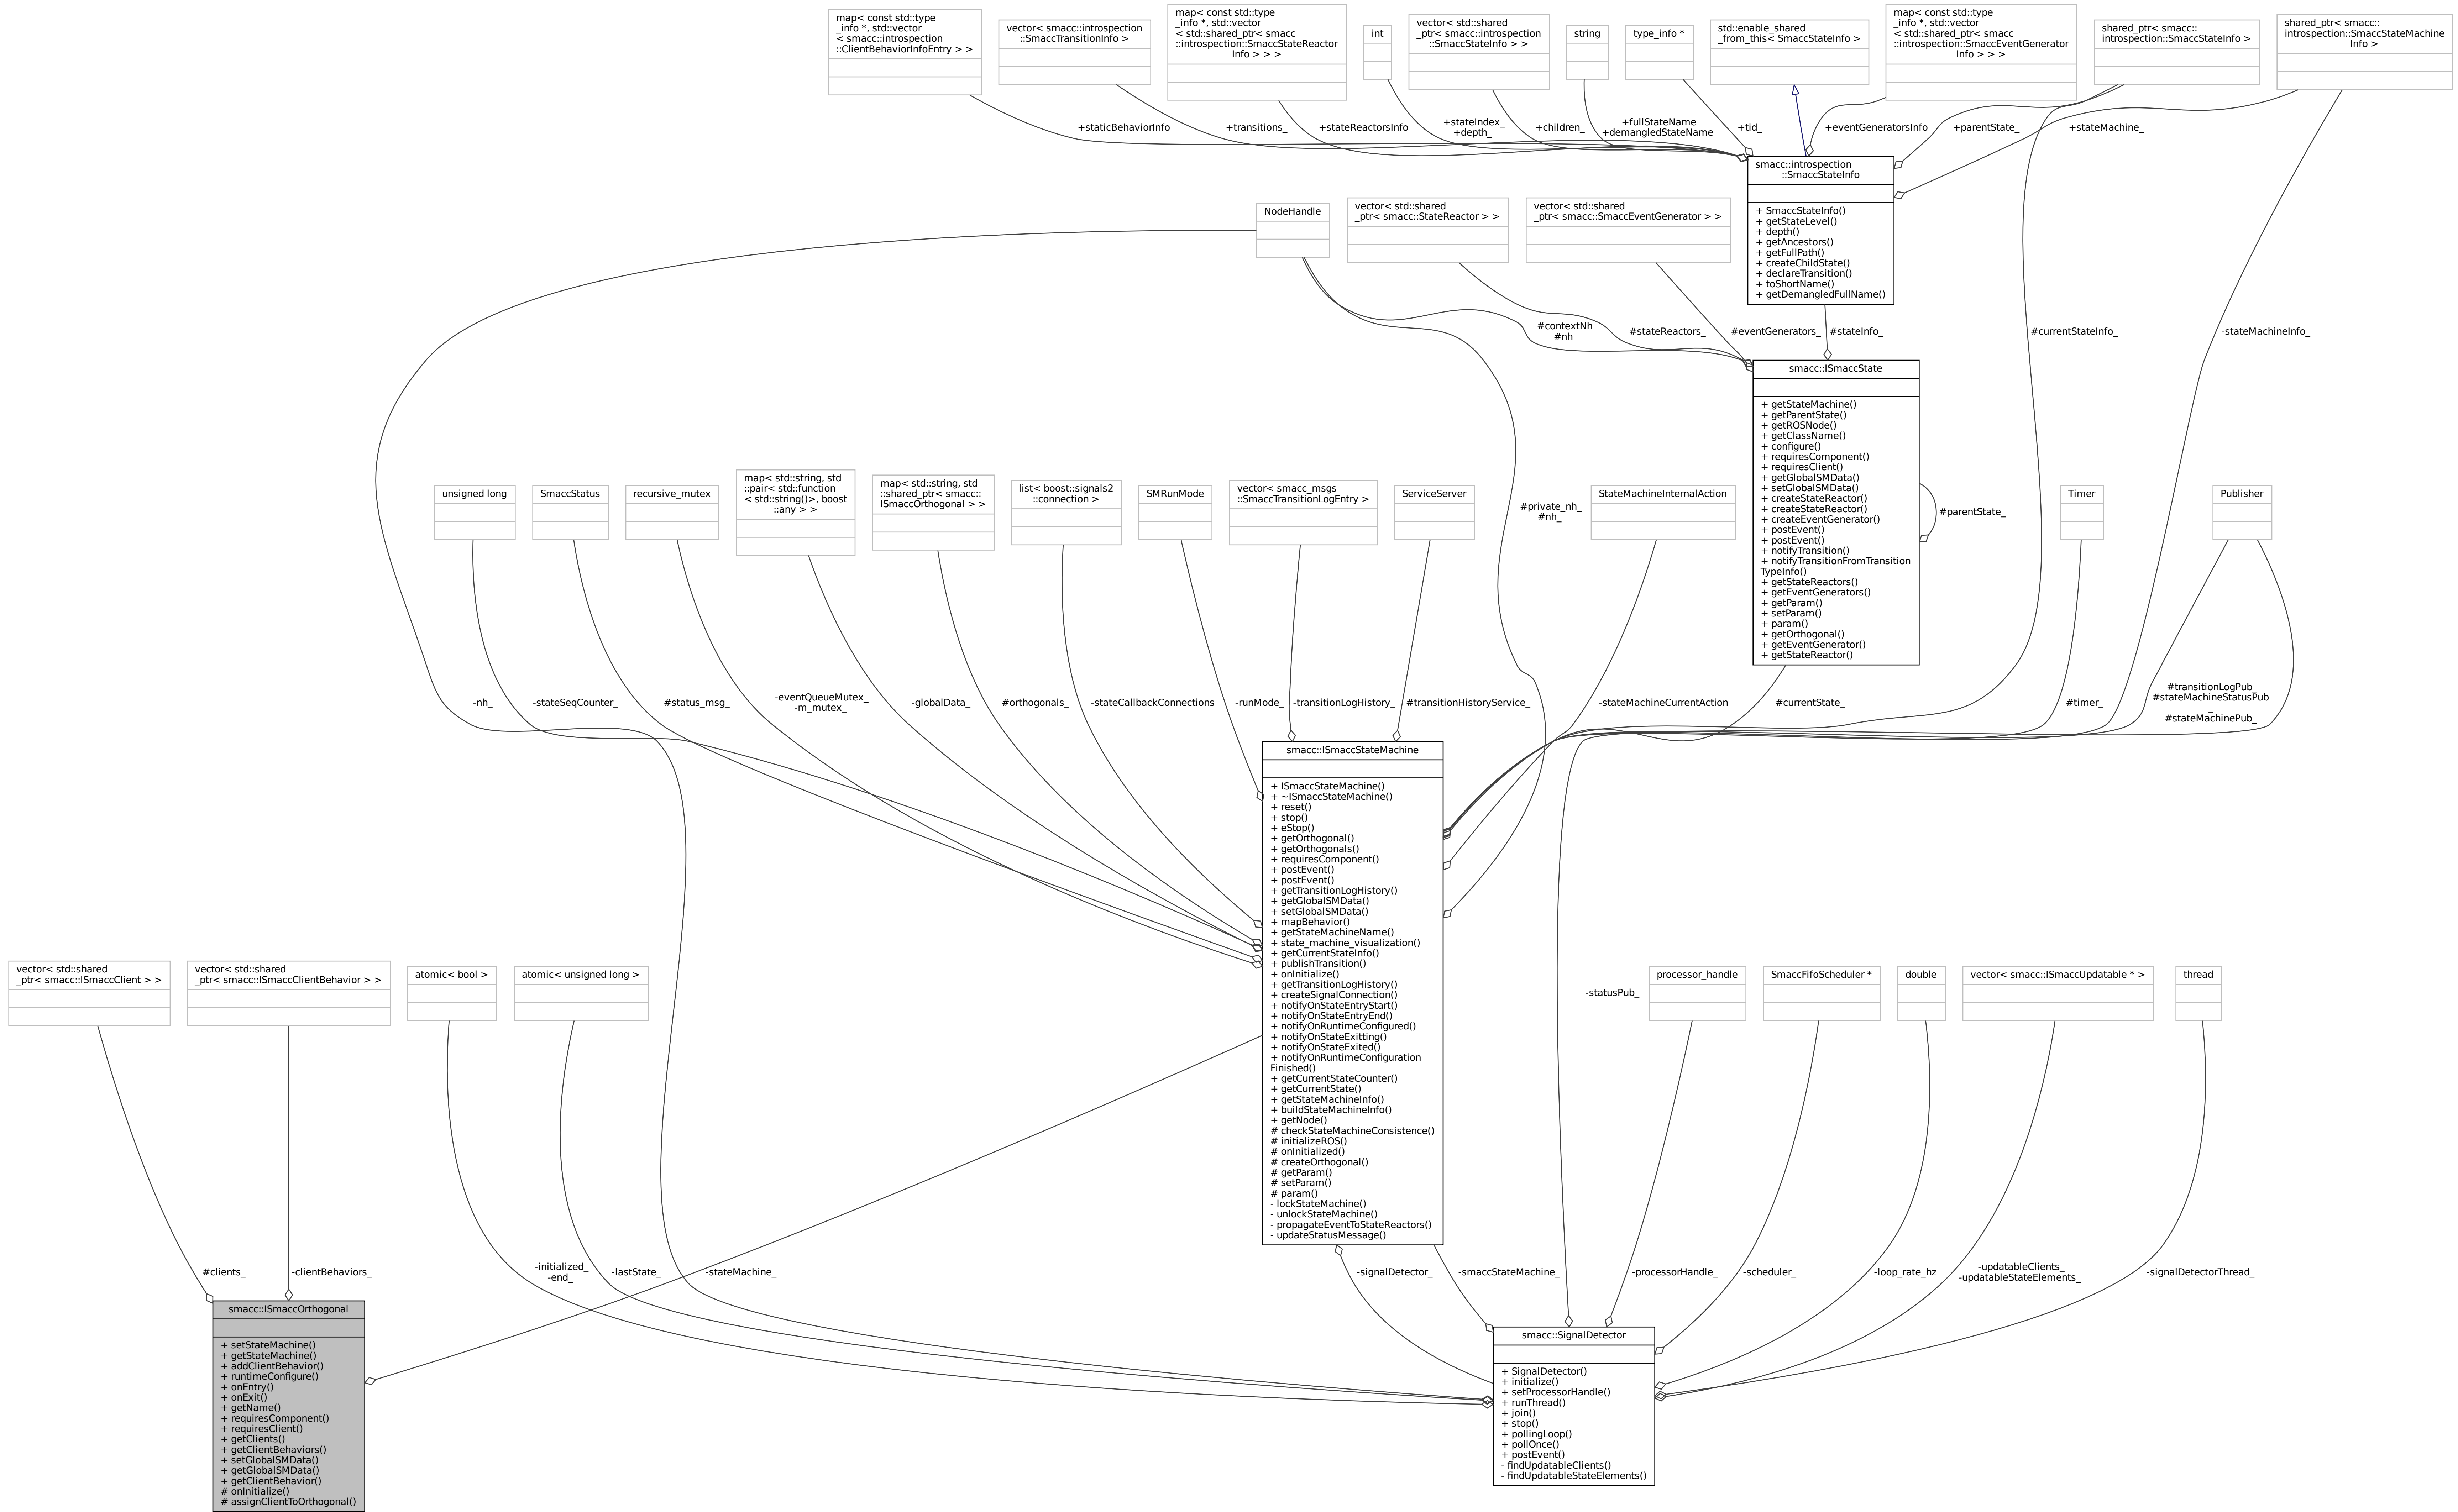 map< const std::type
_info *, std::vector
< smacc::introspection
::ClientBehaviorInfoEntry > >
vector< smacc::introspection
::SmaccTransitionInfo >
map< const std::type
_info *, std::vector
< std::shared_ptr< smacc
::introspection::SmaccStateReactor
Info > > >
int
vector< std::shared
_ptr< smacc::introspection
::SmaccStateInfo > >
string
type_info *
std::enable_shared
_from_this< SmaccStateInfo >
map< const std::type
_info *, std::vector
< std::shared_ptr< smacc
::introspection::SmaccEventGenerator
Info > > >
shared_ptr< smacc::
introspection::SmaccStateInfo >
shared_ptr< smacc::
introspection::SmaccStateMachine
Info >
+staticBehaviorInfo
+transitions_
+stateReactorsInfo
+stateIndex_
+depth_
+children_
+fullStateName
+demangledStateName
+tid_
+eventGeneratorsInfo
+parentState_
+stateMachine_
smacc::introspection
::SmaccStateInfo
+ SmaccStateInfo()
+ getStateLevel()
+ depth()
+ getAncestors()
+ getFullPath()
+ createChildState()
+ declareTransition()
+ toShortName()
+ getDemangledFullName()
NodeHandle
vector< std::shared
_ptr< smacc::StateReactor > >
vector< std::shared
_ptr< smacc::SmaccEventGenerator > >
#contextNh
#nh
#stateReactors_
#eventGenerators_
#stateInfo_
#currentStateInfo_
-stateMachineInfo_
smacc::ISmaccState
+ getStateMachine()
+ getParentState()
+ getROSNode()
+ getClassName()
+ configure()
+ requiresComponent()
+ requiresClient()
+ getGlobalSMData()
+ setGlobalSMData()
+ createStateReactor()
+ createStateReactor()
+ createEventGenerator()
+ postEvent()
+ postEvent()
+ notifyTransition()
+ notifyTransitionFromTransition
TypeInfo()
+ getStateReactors()
+ getEventGenerators()
+ getParam()
+ setParam()
+ param()
+ getOrthogonal()
+ getEventGenerator()
+ getStateReactor()
#parentState_
unsigned long
SmaccStatus
recursive_mutex
map< std::string, std
::pair< std::function
< std::string()>, boost
::any > >
map< std::string, std
::shared_ptr< smacc::
ISmaccOrthogonal > >
list< boost::signals2
::connection >
SMRunMode
vector< smacc_msgs
::SmaccTransitionLogEntry >
ServiceServer
#private_nh_
#nh_
StateMachineInternalAction
Timer
Publisher
-nh_
-stateSeqCounter_
#status_msg_
-eventQueueMutex_
-m_mutex_
-globalData_
#orthogonals_
-stateCallbackConnections
-runMode_
-transitionLogHistory_
#transitionHistoryService_
-stateMachineCurrentAction
#currentState_
#timer_
#transitionLogPub_
#stateMachineStatusPub
_
#stateMachinePub_
smacc::ISmaccStateMachine
+ ISmaccStateMachine()
+ ~ISmaccStateMachine()
+ reset()
+ stop()
+ eStop()
+ getOrthogonal()
+ getOrthogonals()
+ requiresComponent()
+ postEvent()
+ postEvent()
+ getTransitionLogHistory()
+ getGlobalSMData()
+ setGlobalSMData()
+ mapBehavior()
+ getStateMachineName()
+ state_machine_visualization()
+ getCurrentStateInfo()
+ publishTransition()
+ onInitialize()
+ getTransitionLogHistory()
+ createSignalConnection()
+ notifyOnStateEntryStart()
+ notifyOnStateEntryEnd()
+ notifyOnRuntimeConfigured()
+ notifyOnStateExitting()
+ notifyOnStateExited()
+ notifyOnRuntimeConfiguration
Finished()
+ getCurrentStateCounter()
+ getCurrentState()
+ getStateMachineInfo()
+ buildStateMachineInfo()
+ getNode()
# checkStateMachineConsistence()
# initializeROS()
# onInitialized()
# createOrthogonal()
# getParam()
# setParam()
# param()
- lockStateMachine()
- unlockStateMachine()
- propagateEventToStateReactors()
- updateStatusMessage()
vector< std::shared
_ptr< smacc::ISmaccClient > >
vector< std::shared
_ptr< smacc::ISmaccClientBehavior > >
atomic< bool >
atomic< unsigned long >
-statusPub_
processor_handle
SmaccFifoScheduler *
double
vector< smacc::ISmaccUpdatable * >
thread
#clients_
-clientBehaviors_
-initialized_
-end_
-lastState_
-stateMachine_
-signalDetector_
-smaccStateMachine_
-processorHandle_
-scheduler_
-loop_rate_hz
-updatableClients_
-updatableStateElements_
-signalDetectorThread_
smacc::ISmaccOrthogonal
+ setStateMachine()
+ getStateMachine()
+ addClientBehavior()
+ runtimeConfigure()
+ onEntry()
+ onExit()
+ getName()
+ requiresComponent()
+ requiresClient()
+ getClients()
+ getClientBehaviors()
+ setGlobalSMData()
+ getGlobalSMData()
+ getClientBehavior()
# onInitialize()
# assignClientToOrthogonal()
smacc::SignalDetector
+ SignalDetector()
+ initialize()
+ setProcessorHandle()
+ runThread()
+ join()
+ stop()
+ pollingLoop()
+ pollOnce()
+ postEvent()
- findUpdatableClients()
- findUpdatableStateElements()